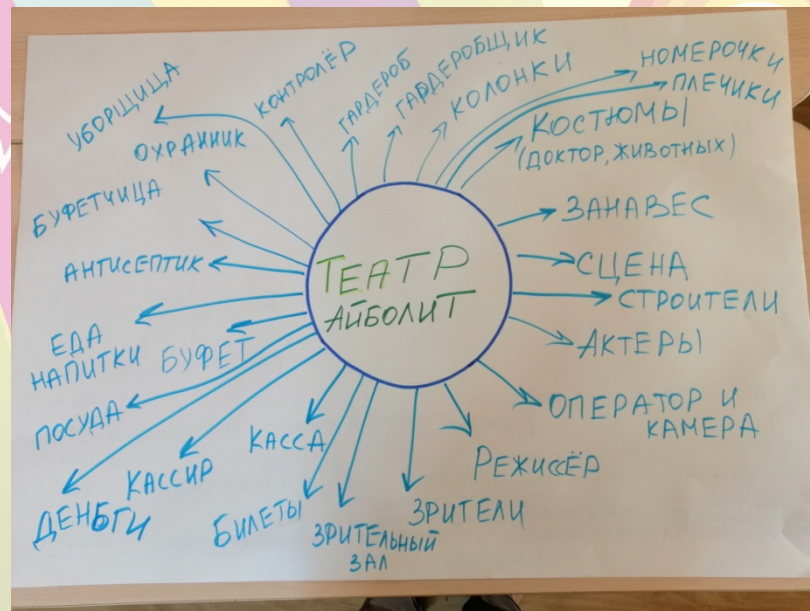 ТЕАТР
АЙБОЛИТ
УБОРЩИЦА
КОНТРОЛЁР
ГАРДЕРОБ
ГАРДЕРОБЩИК
КОЛОНКИ
НОМЕРОЧКИ
ПЛЕЧИКИ
КОСТЮМЫ
(ДОКТОР, ЖИВОТНЫХ)
ЗАНАВЕС
СЦЕНА
СТРОИТЕЛИ
АКТЕРЫ
ОПЕРАТОР И
КАМЕРА
РЕЖИССЁР
ЗРИТЕЛИ
ЗРИТЕЛЬНЫЙ
ЗАЛ
БИЛЕТЫ
КАССА
КАССИР
ДЕНЬГИ
ПОСУДА
БУФЕТ
ЕДА
НАПИТКИ
АНТИСЕПТИК
БУФЕТЧИЦА
ОХРАННИК